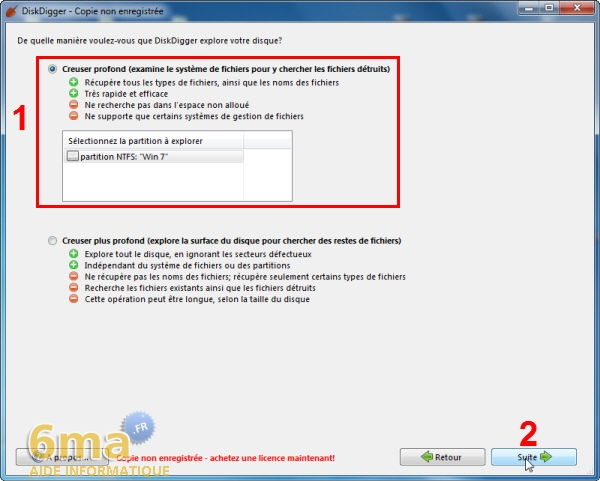 DiskDigger - Copie non enregistrée
De quelle manière voulez-vous que DiskDigger explore votre disque?
1
Creuser profond (examine le système de fichiers pour y chercher les fichiers détruits)
Récupère tous les types de fichiers, ainsi que les noms des fichiers
Très rapide et efficace
Ne recherche pas dans l'espace non alloué
Ne supporte que certains systèmes de gestion de fichiers
Sélectionnez la partition à explorer
partition NTFS: "Win 7"
Creuser plus profond (explore la surface du disque pour chercher des restes de fichiers)
Explore tout le disque, en ignorant les secteurs défectueux
Indépendant du système de fichiers ou des partitions
Ne récupère pas les noms des fichiers; récupère seulement certains types de fichiers
Recherche les fichiers existants ainsi que les fichiers détruits
Cette opération peut être longue, selon la taille du disque
2
6ma .FR
AIDE INFORMATIQUE
A propos...
Copie non enregistrée - achetez une licence maintenant!
Retour
Suite